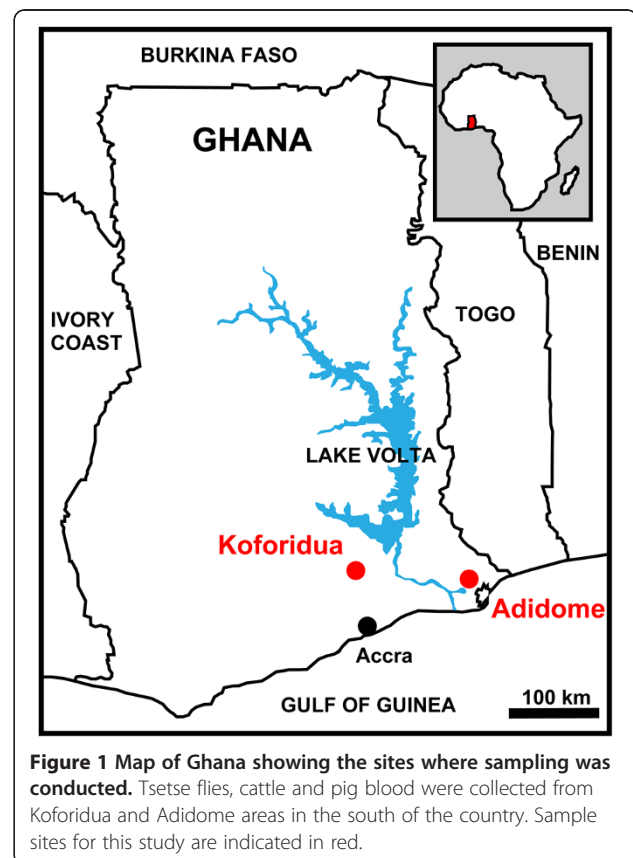 BURKINA FASO
GHANA
BENIN
IVORY
COAST
TOGO
LAKE VOLTA
Koforidua
Adidome
Accra
GULF OF GUINEA
100 km
Figure 1 Map of Ghana showing the sites where sampling was
conducted. Tsetse flies, cattle and pig blood were collected from
Koforidua and Adidome areas in the south of the country. Sample
sites for this study are indicated in red.